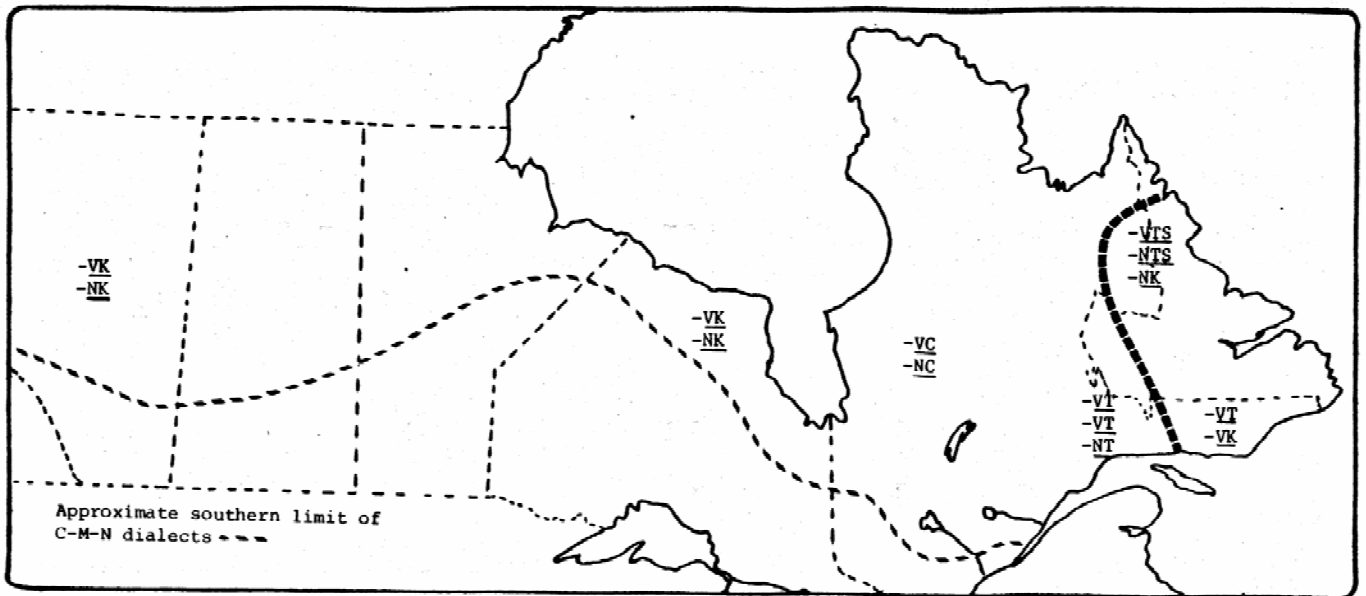 -VTS
-NTS
-NK
-VK
-NK
-VK
-NK
-VC
-NC
-VT
-VT
-NT
-VT
-VK
Approximate southern limit of
C-M-N dialects